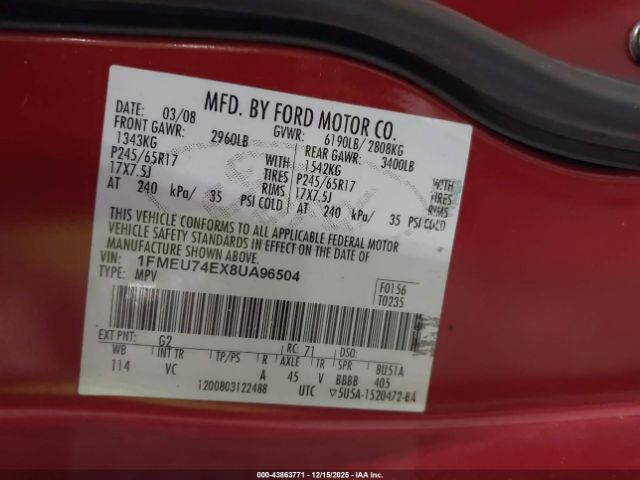 MFD. BY FORD MOTOR CO.
DATE: 03/08 GVWR: 6190LB/ 2808KG
FRONT GAWR: 2960LB REAR GAWR: 3400LB
1343KG WITH 1542KG WITH
P245/65R17 TIRES P245/65R17 TIRES
17X7.5J RIMS 17X7.5J RIMS
AT 240 kPa/ 35 PSI COLD AT 240 kPa/ 35 PSI COLD
THIS VEHICLE CONFORMS TO ALL APPLICABLE FEDERAL MOTOR
VEHICLE SAFETY STANDARDS IN EFFECT ON THE DATE OF
MANUFACTURE SHOWN ABOVE.
VIN: 1FMEU74EX8UA96504
TYPE: MPV
F0156
T0235
EXT PNT: G2 RC: 71 DSO:
WB INT TR TP/PS R AXLE TR SPR BU51A
114 VC A 45 V BBBB 405
1200803122488 UTC ▽5U5A-1520472-BA
000-43863771 - 12/15/2025 - IAAI, Inc.